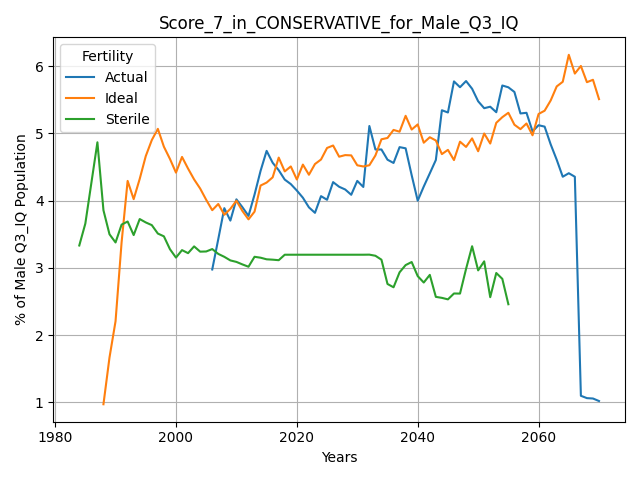 Score_7_in_CONSERVATIVE_for_Male_Q3_IQ
Fertility
Actual
Ideal
Sterile
% of Male Q3_IQ Population
6
5
4
3
2
1
1980
2000
2020
2040
2060
Years